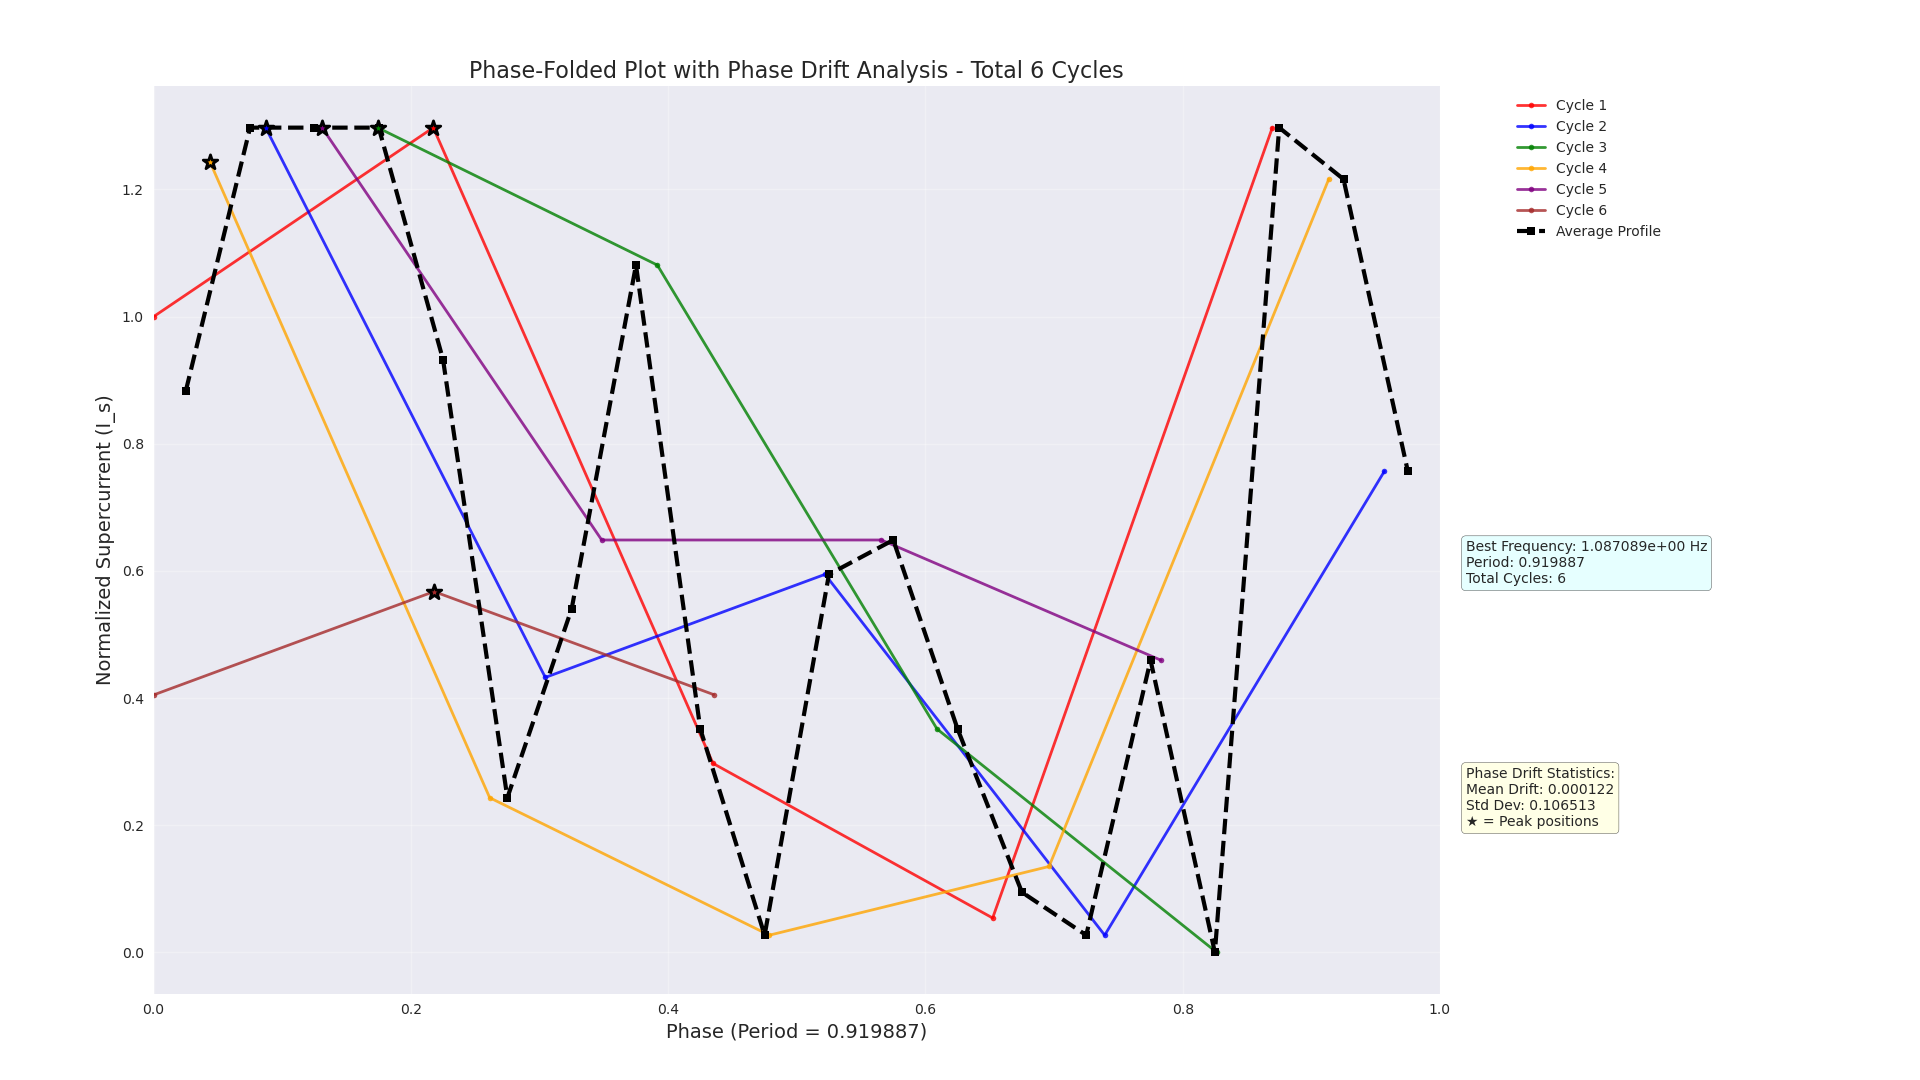 Phase-Folded Plot with Phase Drift Analysis - Total 6 Cycles
Normalized Supercurrent (I_s)
1.2
1.0
0.8
0.6
0.4
0.2
0.0
0.0 0.2 0.4 0.6 0.8 1.0
Phase (Period = 0.919887)
Cycle 1
Cycle 2
Cycle 3
Cycle 4
Cycle 5
Cycle 6
Average Profile
Best Frequency: 1.087089e+00 Hz
Period: 0.919887
Total Cycles: 6
Phase Drift Statistics:
Mean Drift: 0.000122
Std Dev: 0.106513
★ = Peak positions